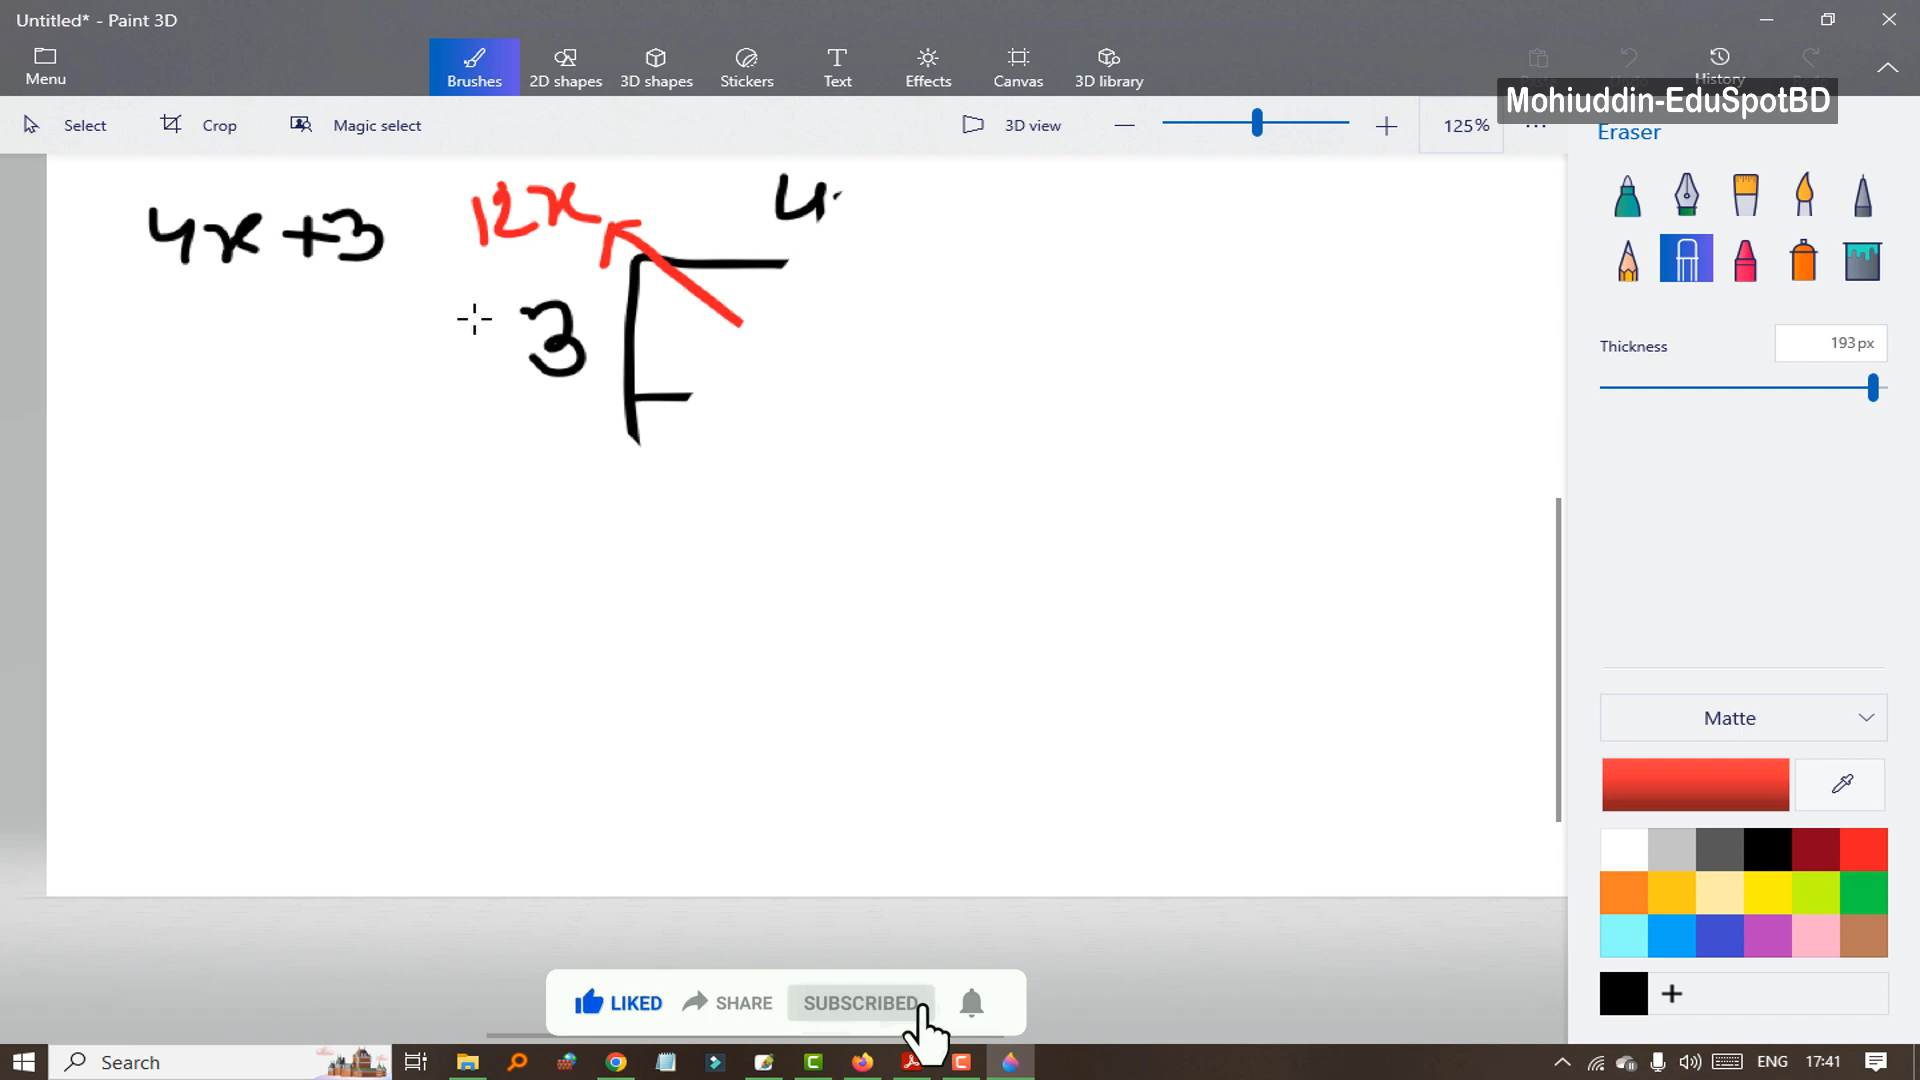 Untitled* - Paint 3D
Menu
Brushes
2D shapes
3D shapes
Stickers
Text
Effects
Canvas
3D library
History
Mohiuddin-EduSpotBD
Select
Crop
Magic select
3D view
125%
Eraser
4x+3
12x
4
3
Thickness
193px
Matte
LIKED
SHARE
SUBSCRIBED
Search
ENG
17:41